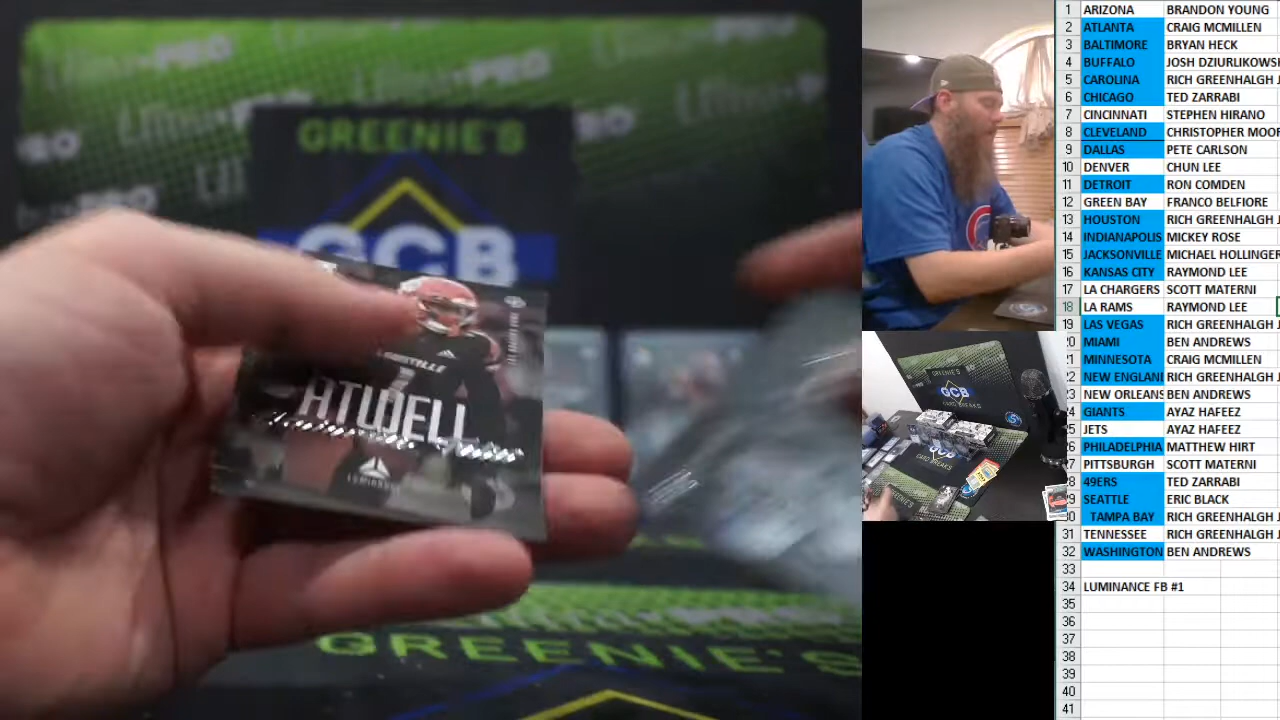 GREENIE'S
GCB
ATWELL
LUMINANCE
GREENIE'S
GREENIE'S
GCB
CARD BREAKS
1 ARIZONA BRANDON YOUNG
2 ATLANTA CRAIG MCMILLEN
3 BALTIMORE BRYAN HECK
4 BUFFALO JOSH DZIURLIKOWSK
5 CAROLINA RICH GREENHALGH J
6 CHICAGO TED ZARRABI
7 CINCINNATI STEPHEN HIRANO
8 CLEVELAND CHRISTOPHER MOOR
9 DALLAS PETE CARLSON
10 DENVER CHUN LEE
11 DETROIT RON COMDEN
12 GREEN BAY FRANCO BELFIORE
13 HOUSTON RICH GREENHALGH J
14 INDIANAPOLIS MICKEY ROSE
15 JACKSONVILLE MICHAEL HOLLINGER
16 KANSAS CITY RAYMOND LEE
17 LA CHARGERS SCOTT MATERNI
18 LA RAMS RAYMOND LEE
19 LAS VEGAS RICH GREENHALGH J
20 MIAMI BEN ANDREWS
21 MINNESOTA CRAIG MCMILLEN
22 NEW ENGLAND RICH GREENHALGH J
23 NEW ORLEANS BEN ANDREWS
24 GIANTS AYAZ HAFEEZ
25 JETS AYAZ HAFEEZ
26 PHILADELPHIA MATTHEW HIRT
27 PITTSBURGH SCOTT MATERNI
28 49ERS TED ZARRABI
29 SEATTLE ERIC BLACK
30 TAMPA BAY RICH GREENHALGH J
31 TENNESSEE RICH GREENHALGH J
32 WASHINGTON BEN ANDREWS
33
34 LUMINANCE FB #1
35
36
37
38
39
40
41